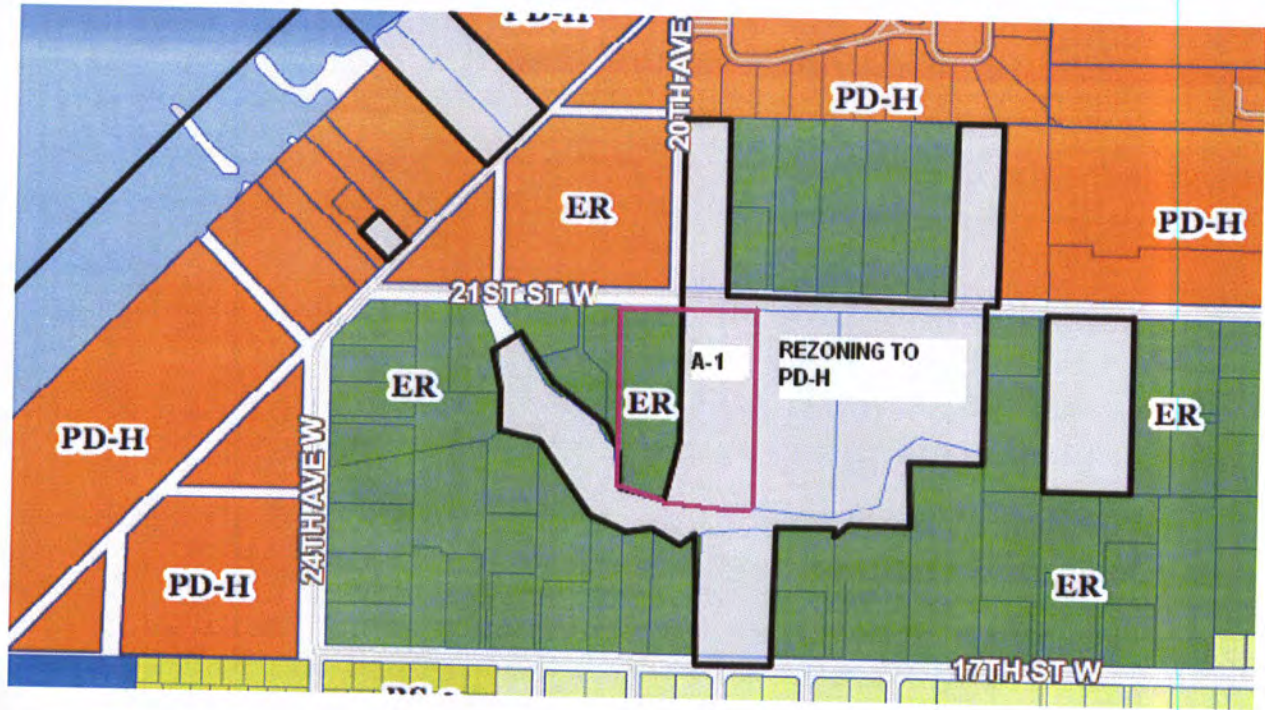 PD-H
20TH AVE
PD-H
ER
PD-H
21ST ST W
A-1
REZONING TO
PD-H
ER
ER
ER
PD-H
24TH AVE W
PD-H
ER
17TH ST W